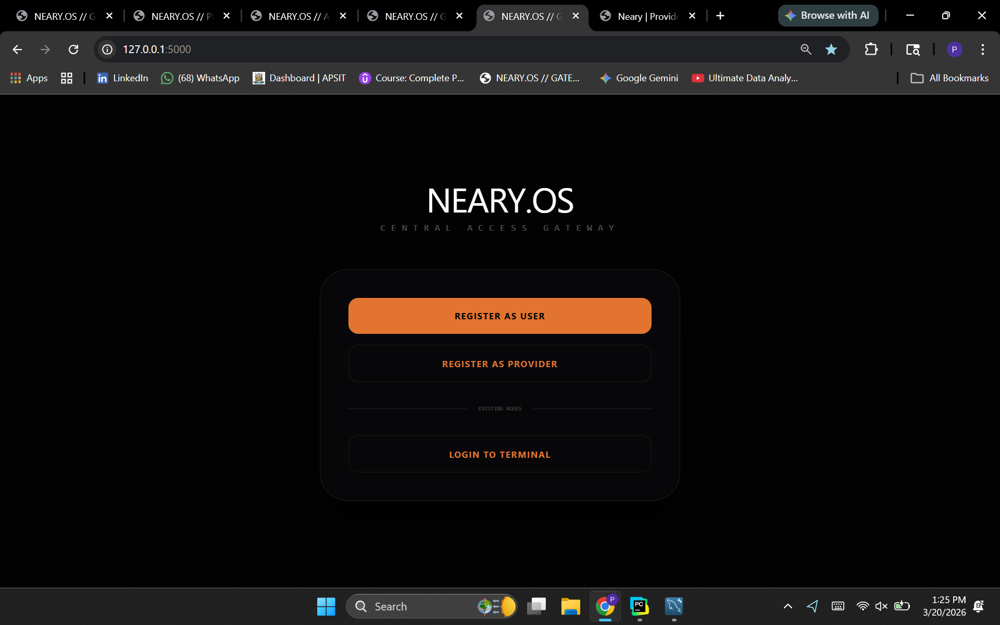 NEARY.OS // G
NEARY.OS // P
NEARY.OS // A
NEARY.OS // G
NEARY.OS // G
Neary | Provide
Browse with AI
127.0.0.1:5000
P
Apps
LinkedIn
(68) WhatsApp
Dashboard | APSIT
Course: Complete P...
NEARY.OS // GATE...
Google Gemini
Ultimate Data Analy...
All Bookmarks
NEARY.OS
CENTRAL ACCESS GATEWAY
REGISTER AS USER
REGISTER AS PROVIDER
EXISTING NODES
LOGIN TO TERMINAL
Search
P
PC
1:25 PM
3/20/2026